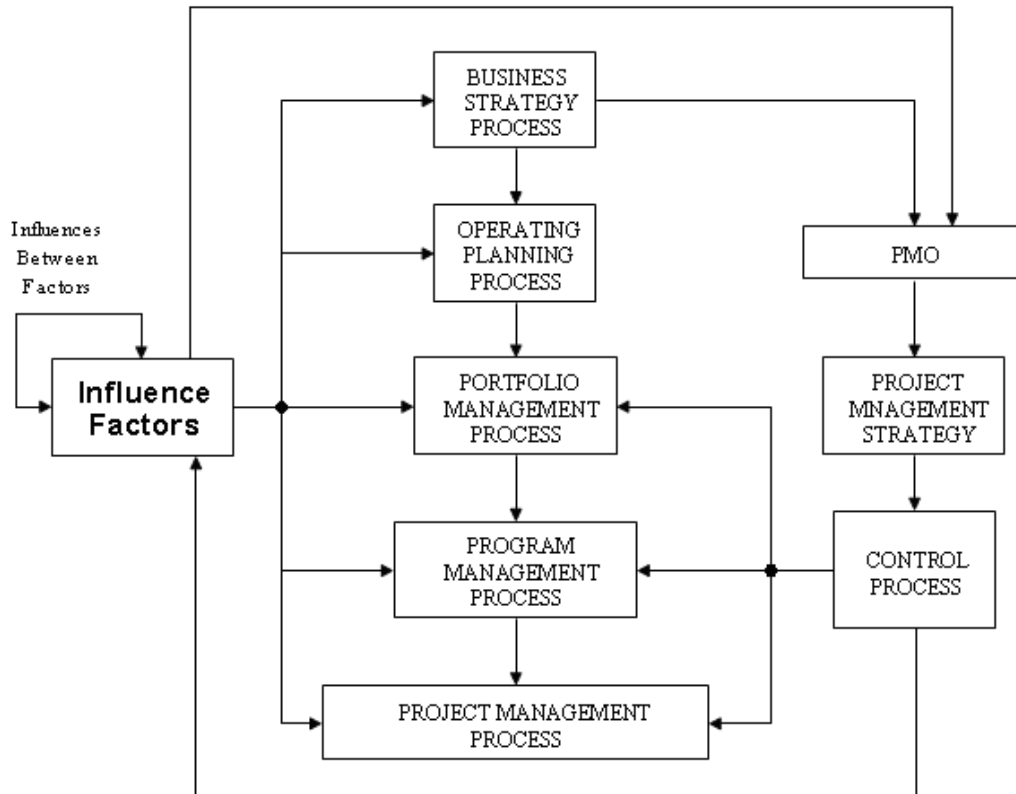 BUSINESS
STRATEGY
PROCESS
OPERATING
PLANNING
PROCESS
Influences
Between
Factors
PMO
Influence
Factors
PORTFOLIO
MANAGEMENT
PROCESS
PROJECT
MNAGEMENT
STRATEGY
PROGRAM
MANAGEMENT
PROCESS
CONTROL
PROCESS
PROJECT MANAGEMENT
PROCESS